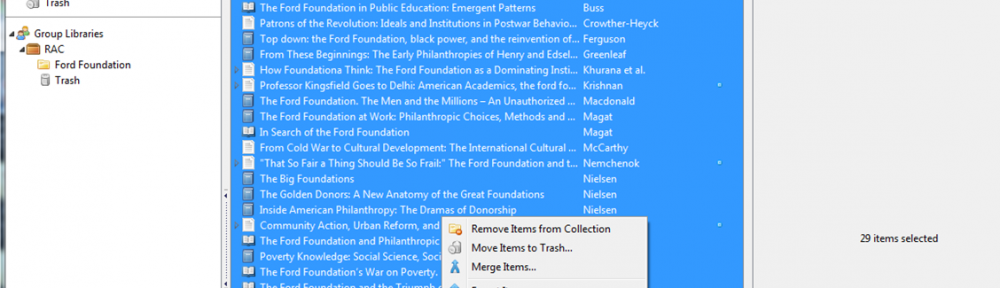 Trash
Group Libraries
RAC
Ford Foundation
Trash
The Ford Foundation in Public Education: Emergent Patterns Buss
Patrons of the Revolution: Ideals and Institutions in Postwar Behavio... Crowther-Heyck
Top down: the Ford Foundation, black power, and the reinvention of... Ferguson
From These Beginnings: The Early Philanthropies of Henry and Edsel... Greenleaf
How Foundationa Think: The Ford Foundation as a Dominating Insti... Khurana et al.
Professor Kingsfield Goes to Delhi: American Academics, the ford fo... Krishnan
The Ford Foundation. The Men and the Millions – An Unauthorized ... Macdonald
The Ford Foundation at Work: Philanthropic Choices, Methods and ... Magat
In Search of the Ford Foundation Magat
From Cold War to Cultural Development: The International Cultural ... McCarthy
"That So Fair a Thing Should Be So Frail:" The Ford Foundation and t... Nemchenok
The Big Foundations Nielsen
The Golden Donors: A New Anatomy of the Great Foundations Nielsen
Inside American Philanthropy: The Dramas of Donorship Nielsen
Community Action, Urban Reform, and
The Ford Foundation and Philanthropic
Poverty Knowledge: Social Science, Soci
The Ford Foundation's War on Poverty.
The Ford Foundation and the Triumph o
Remove Items from Collection
Move Items to Trash...
Merge Items...
29 items selected